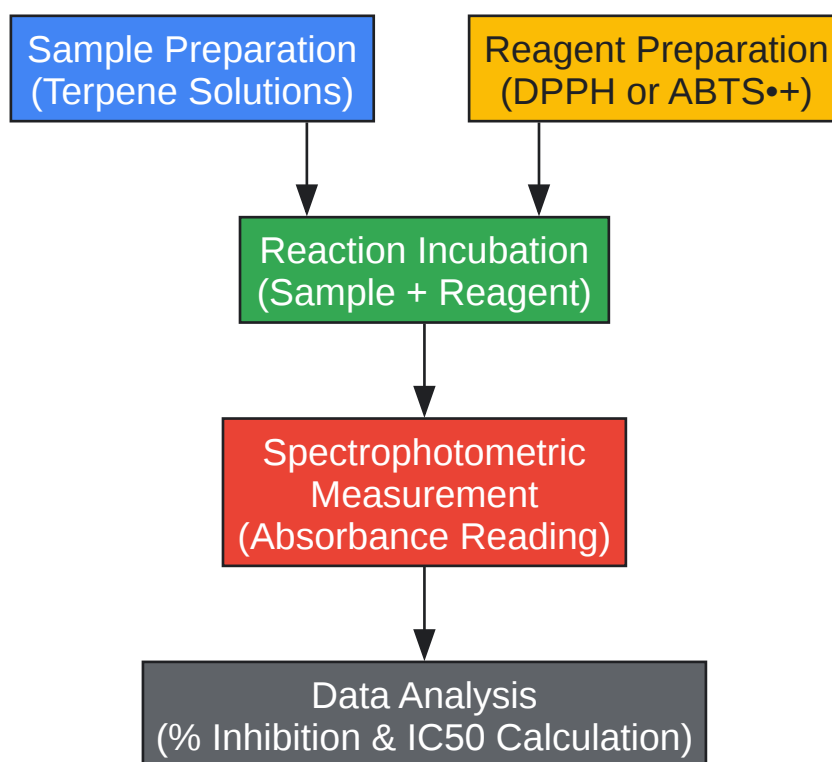 Sample Preparation
(Terpene Solutions)
Reagent Preparation
(DPPH or ABTS•+)
Reaction Incubation
(Sample + Reagent)
Spectrophotometric
Measurement
(Absorbance Reading)
Data Analysis
(% Inhibition & IC50 Calculation)